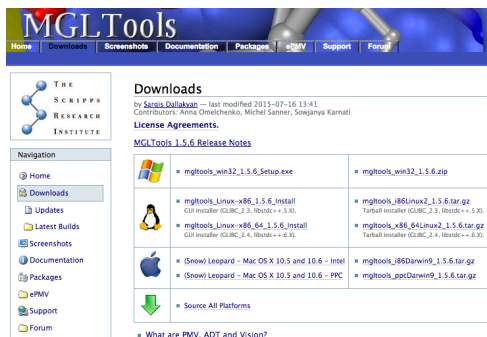 MGLTools
Home Downloads Screenshots Documentation Packages ePMV Support Forum
THE
SCRIPPS
RESEARCH
INSTITUTE
Navigation
Home
Downloads
Updates
Latest Builds
Screenshots
Documentation
Packages
ePMV
Support
Forum
Downloads
by Sargis Dallakyan — last modified 2015-07-16 13:41
Contributors: Anna Omelchenko, Michel Sanner, Sowjanya Karnati
License Agreements.
MGLTools 1.5.6 Release Notes
mgltools_win32_1.5.6_Setup.exe
mgltools_win32_1.5.6.zip
mgltools_Linux-x86_1.5.6_Install
GUI installer (GLIBC_2.3, libstdc++.5.X).
mgltools_Linux-x86_64_1.5.6_Install
GUI installer (GLIBC_2.4, libstdc++.6.X).
mgltools_i86Linux2_1.5.6.tar.gz
Tarball installer (GLIBC_2.3, libstdc++.5.X).
mgltools_x86_64Linux2_1.5.6.tar.gz
Tarball installer (GLIBC_2.4, libstdc++.6.X).
(Snow) Leopard - Mac OS X 10.5 and 10.6 - Intel
(Snow) Leopard - Mac OS X 10.5 and 10.6 - PPC
mgltools_i86Darwin9_1.5.6.tar.gz
mgltools_ppcDarwin9_1.5.6.tar.gz
Source All Platforms
What are PMV, ADT and Vision?